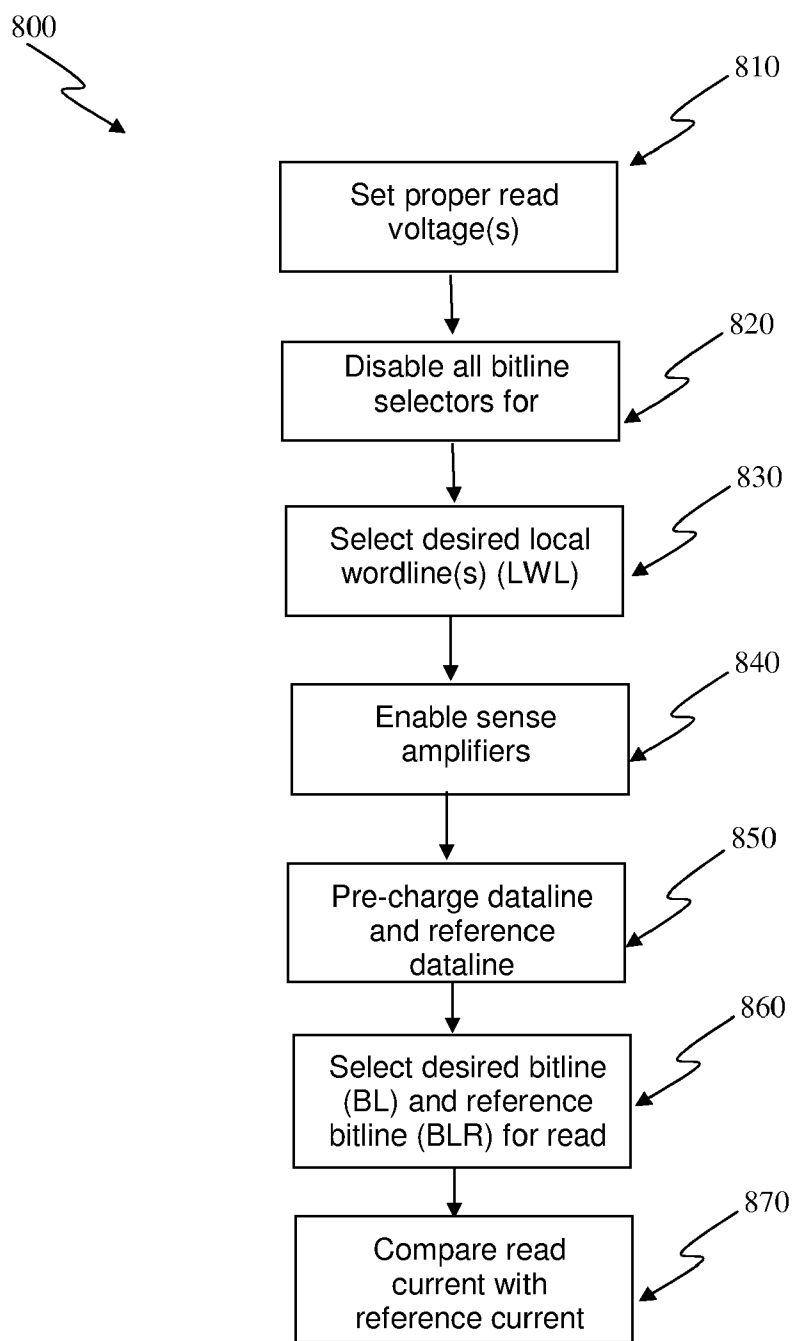 800
810
Set proper read
voltage(s)
820
Disable all bitline
selectors for
830
Select desired local
wordline(s) (LWL)
840
Enable sense
amplifiers
850
Pre-charge dataline
and reference
dataline
860
Select desired bitline
(BL) and reference
bitline (BLR) for read
870
Compare read
current with
reference current